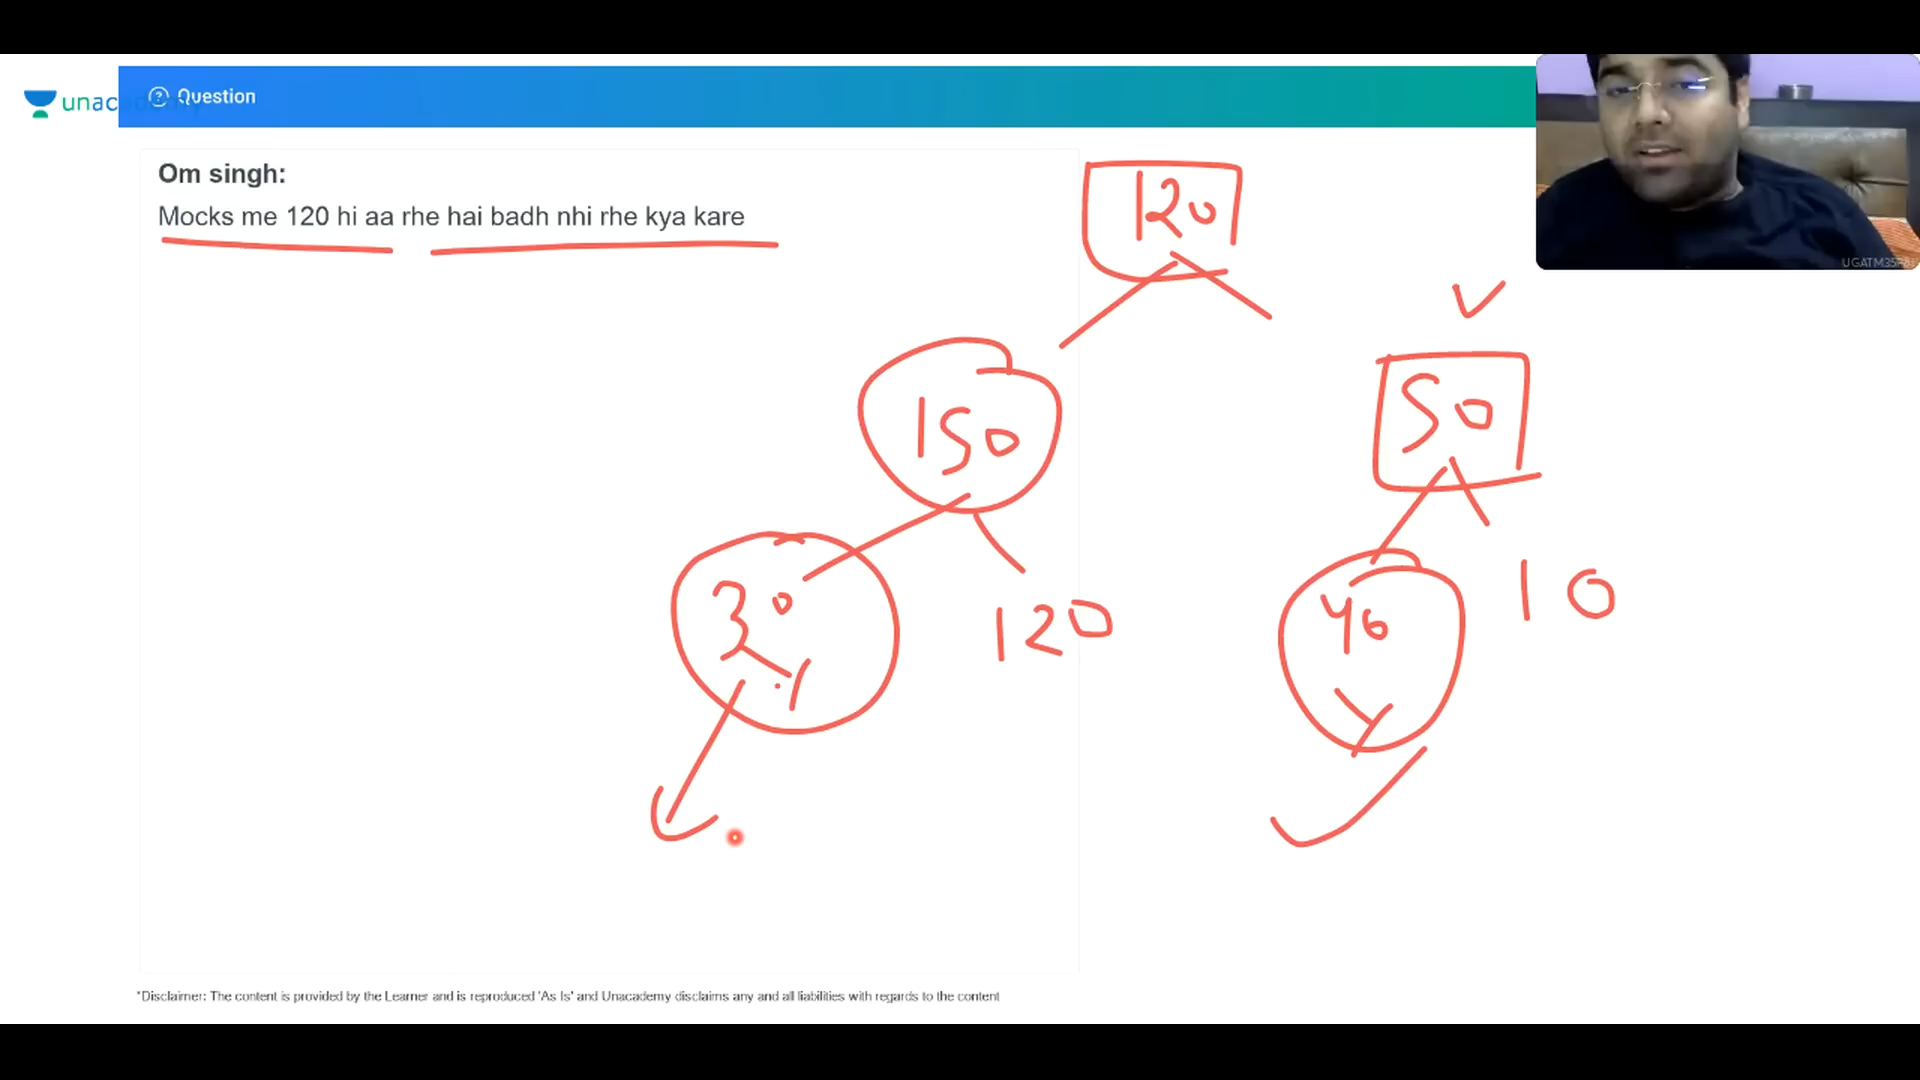 unacademy
? Question
Om singh:
Mocks me 120 hi aa rhe hai badh nhi rhe kya kare
120
150
50
30
120
40
10
*Disclaimer: The content is provided by the Learner and is reproduced 'As Is' and Unacademy disclaims any and all liabilities with regards to the content